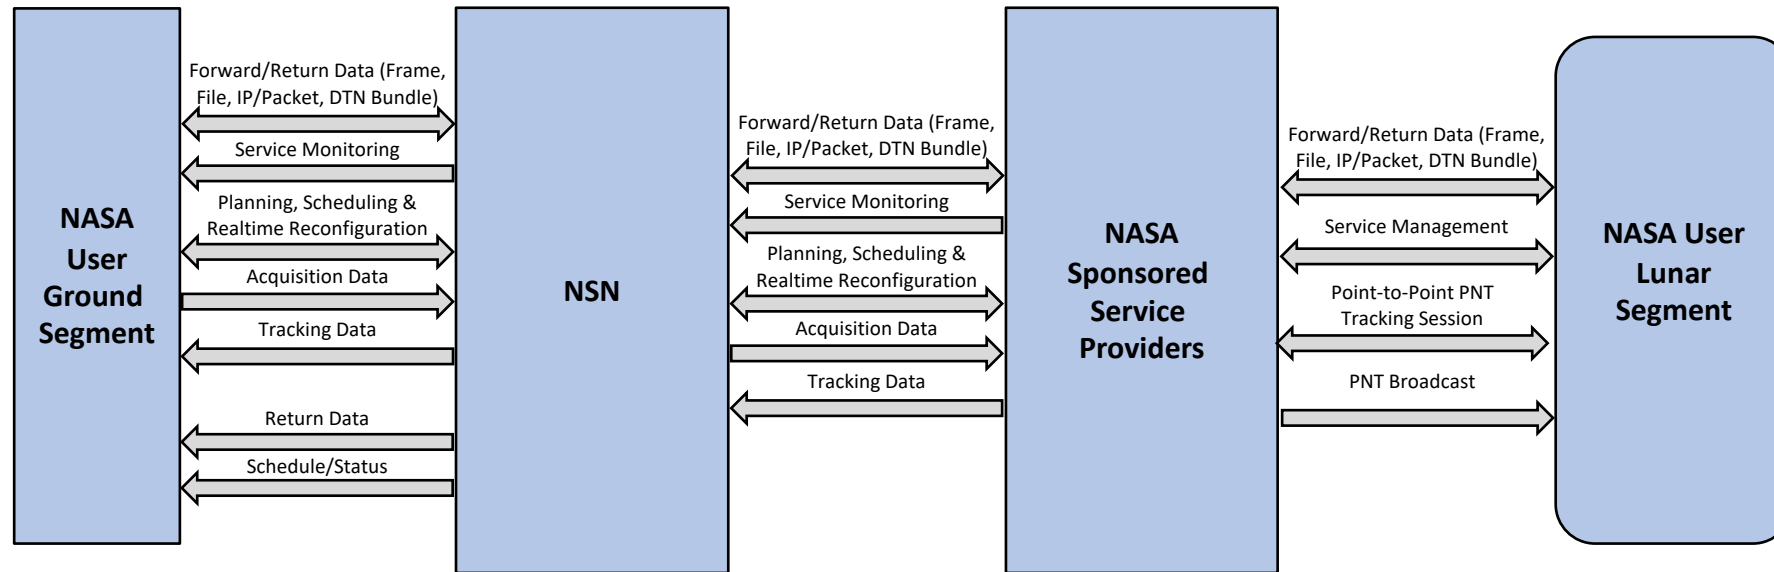 NASA
User
Ground
Segment
Forward/Return Data (Frame,
File, IP/Packet, DTN Bundle)
Service Monitoring
Planning, Scheduling &
Realtime Reconfiguration
Acquisition Data
Tracking Data
Return Data
Schedule/Status
NSN
Forward/Return Data (Frame,
File, IP/Packet, DTN Bundle)
Service Monitoring
Planning, Scheduling &
Realtime Reconfiguration
Acquisition Data
Tracking Data
NASA
Sponsored
Service
Providers
Forward/Return Data (Frame,
File, IP/Packet, DTN Bundle)
Service Management
Point-to-Point PNT
Tracking Session
PNT Broadcast
NASA User
Lunar
Segment